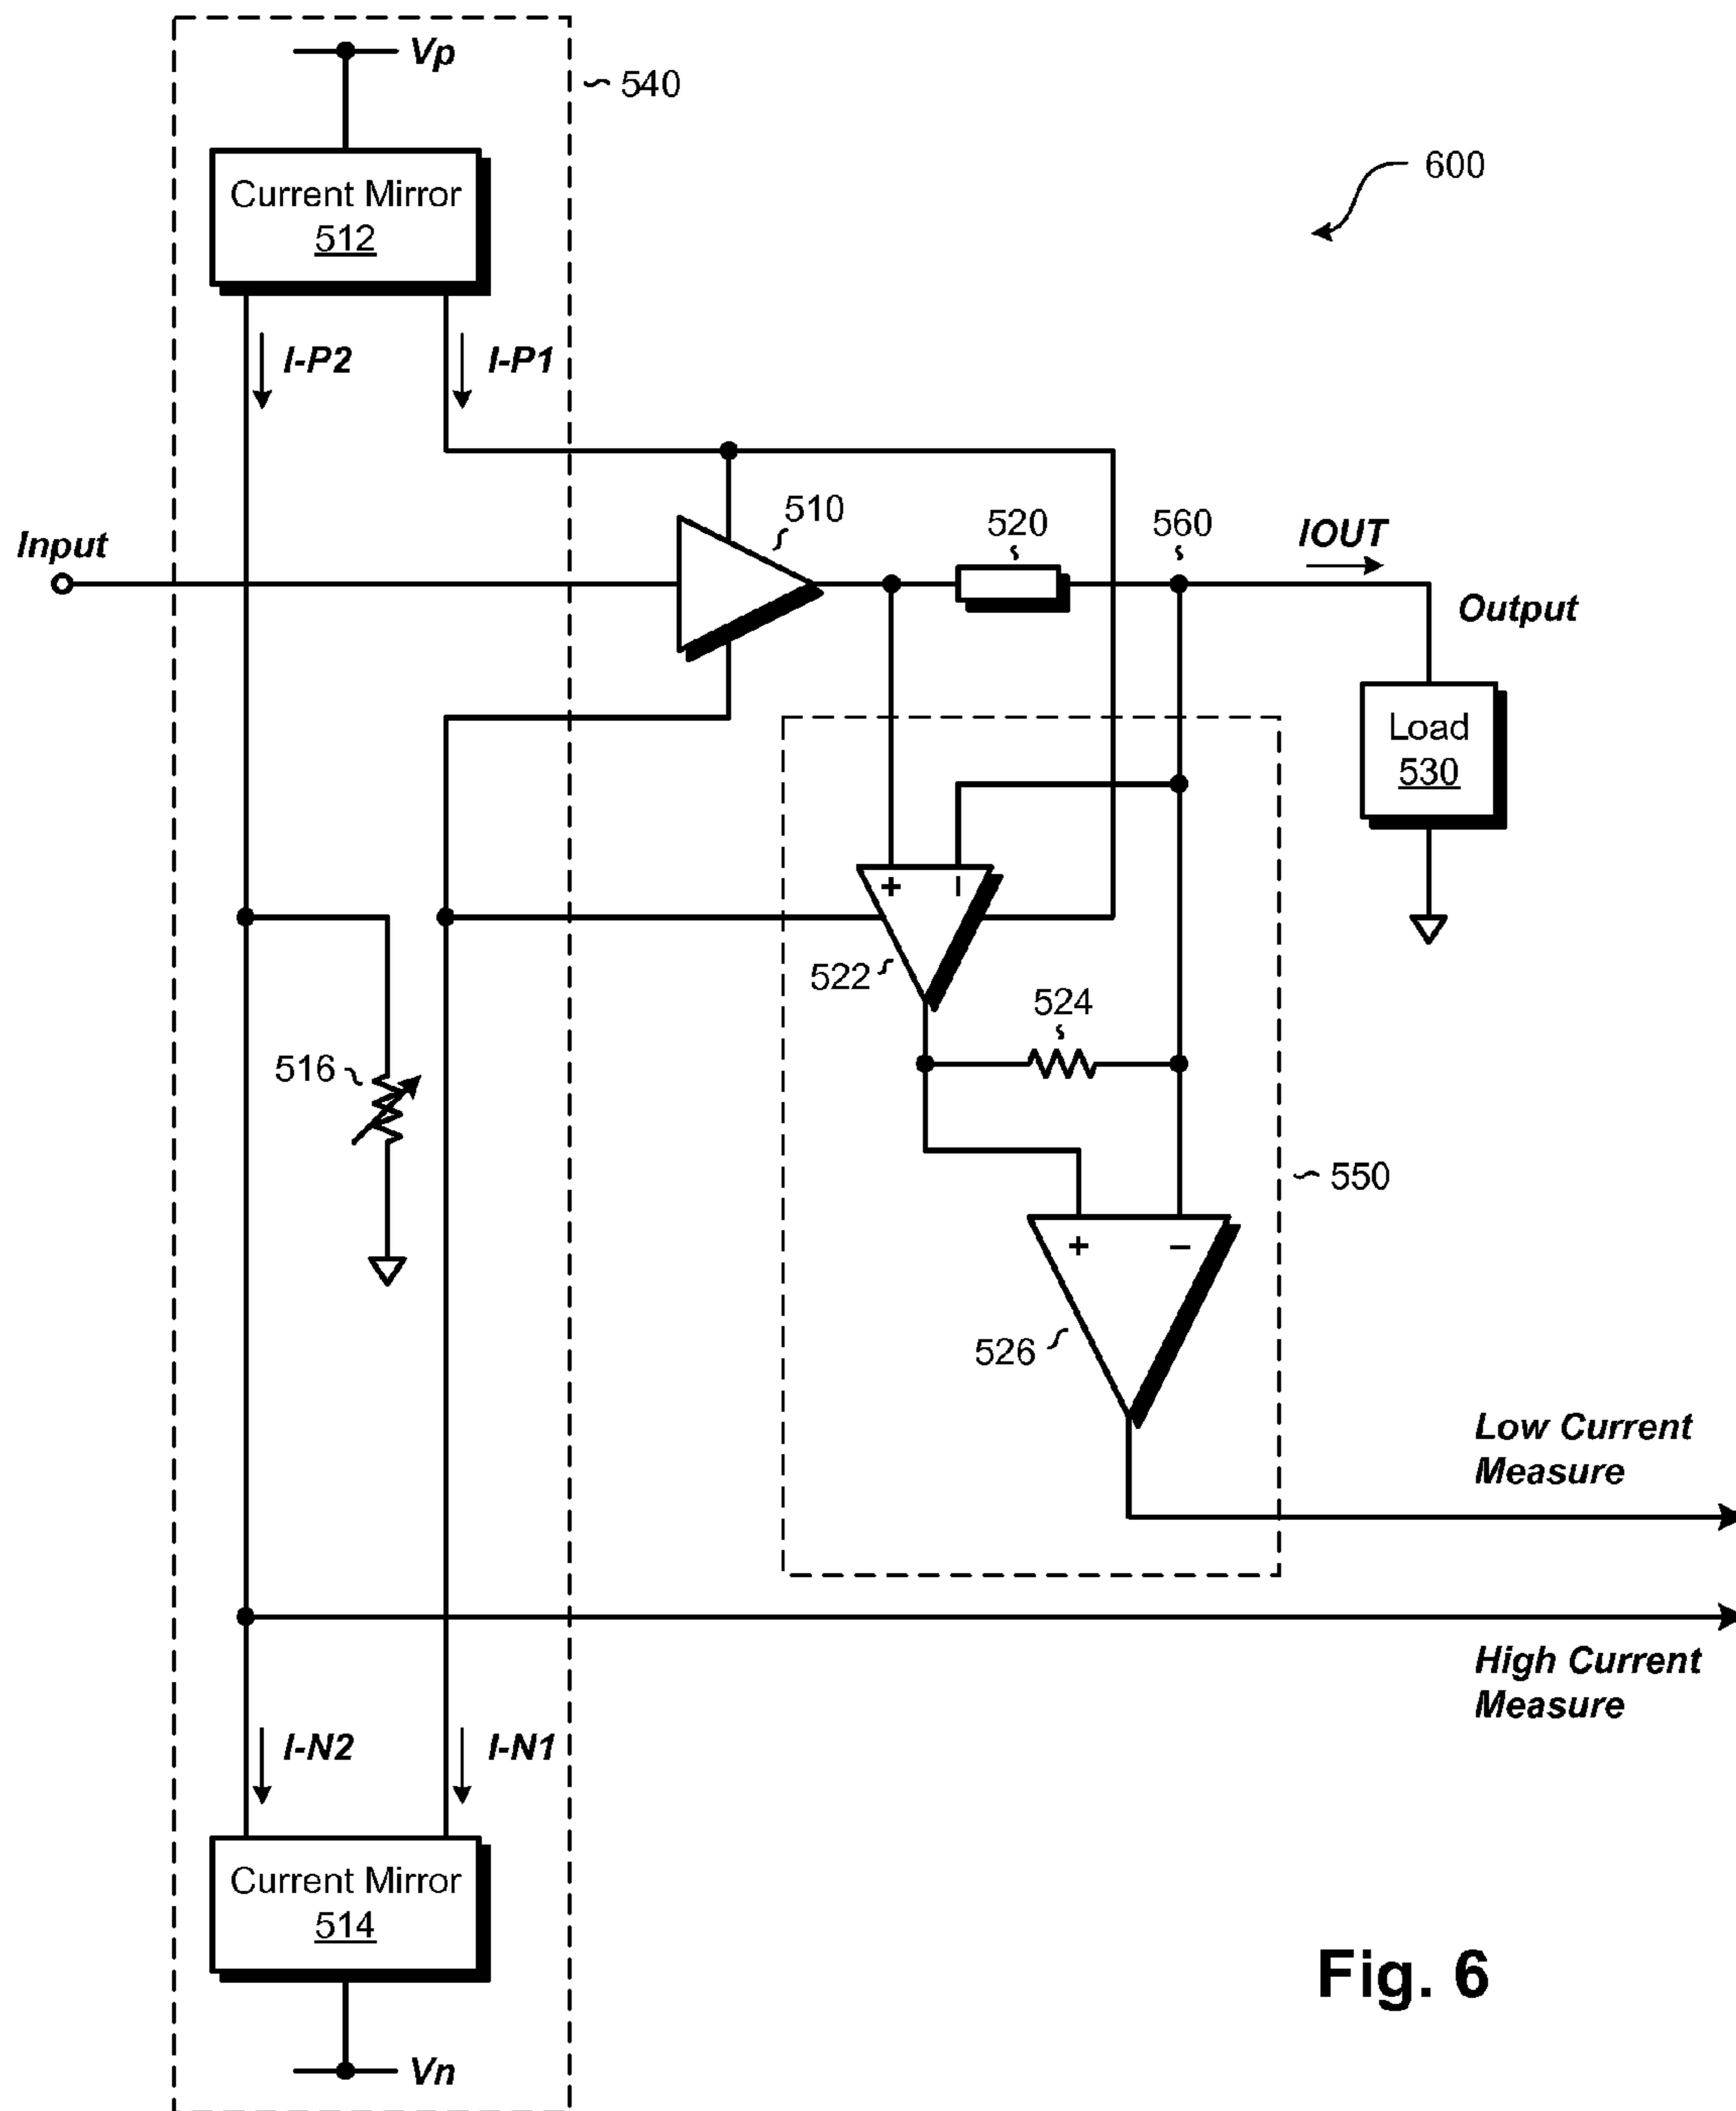 Vp
540
Current Mirror
512
600
I-P2
I-P1
510
520
560
IOUT
Input
Output
Load
530
+
−
522
524
516
550
+
−
526
Low Current
Measure
High Current
Measure
I-N2
I-N1
Current Mirror
514
Fig. 6
Vn